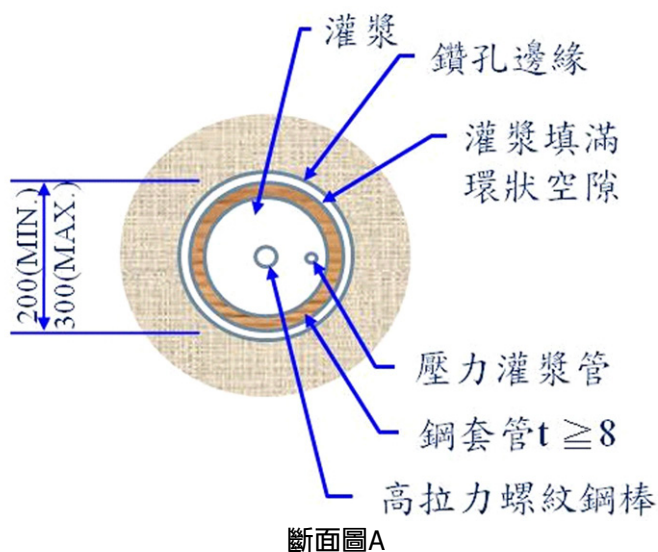 灌漿
鑽孔邊緣
灌漿填滿
環狀空隙
200(MIN.)
300(MAX.)
壓力灌漿管
鋼套管t ≧8
高拉力螺紋鋼棒
斷面圖A